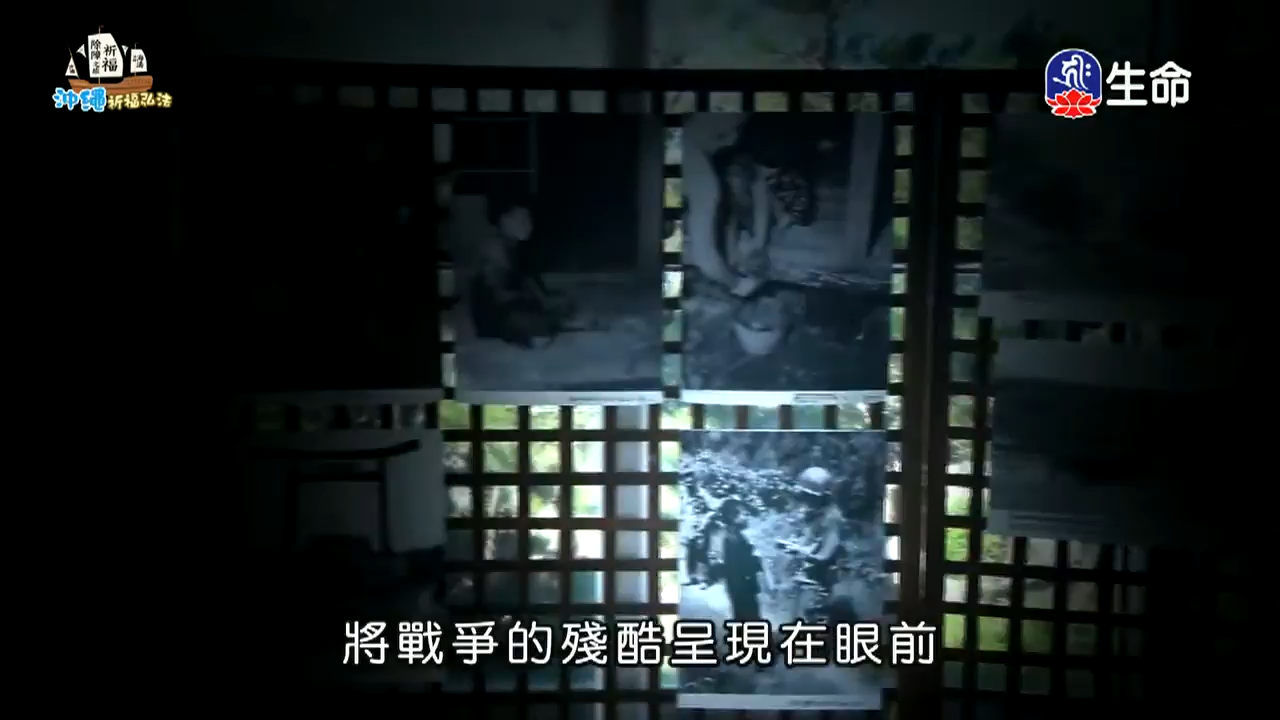 祈福
沖繩祈福弘法
生命
將戰爭的殘酷呈現在眼前